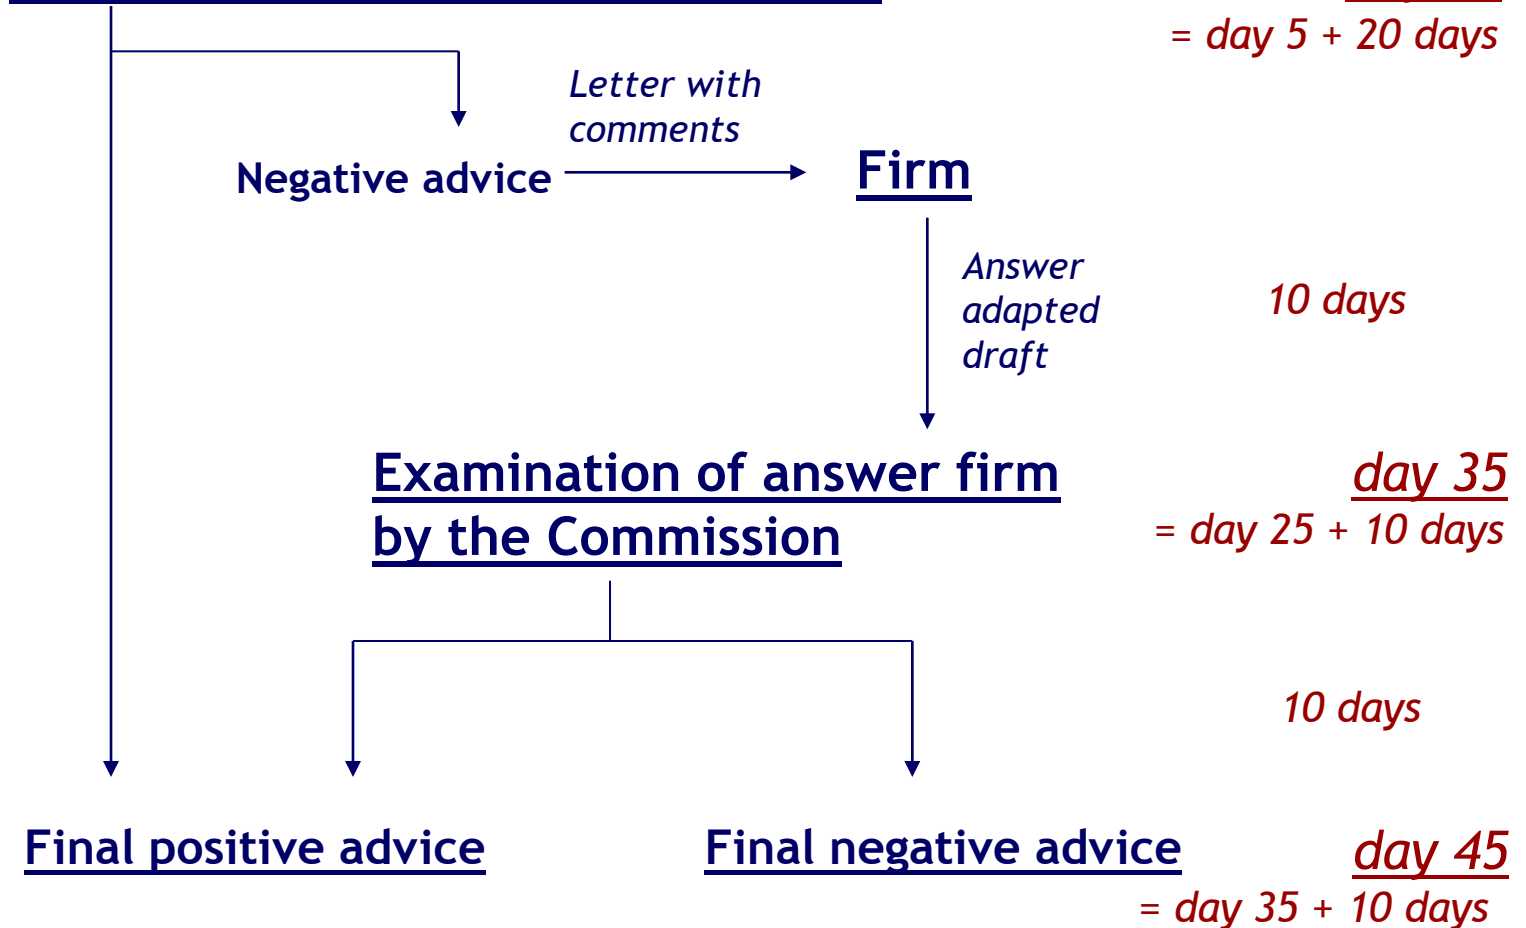 = day 5 + 20 days
Letter with
comments
Negative advice
Firm
Answer
adapted
draft
10 days
Examination of answer firm
by the Commission
day 35
= day 25 + 10 days
10 days
Final positive advice
Final negative advice
day 45
= day 35 + 10 days